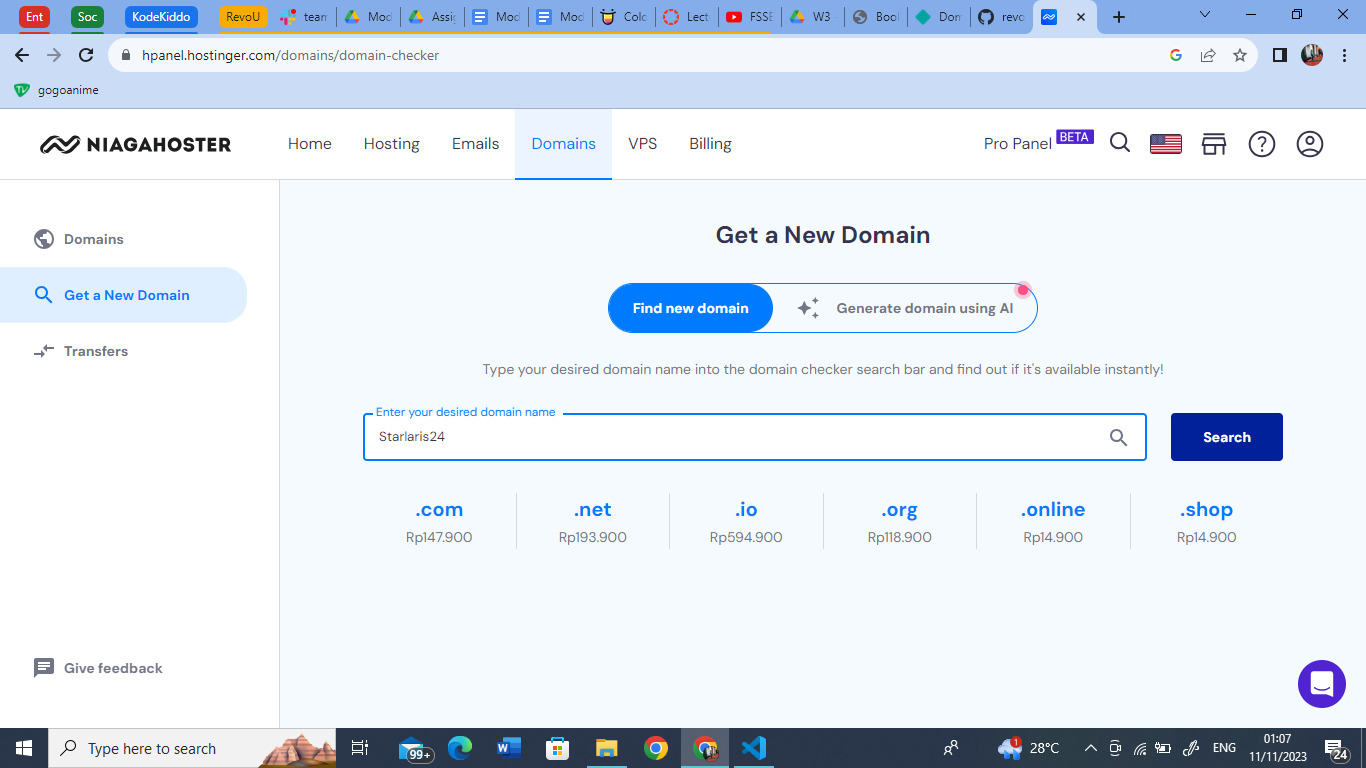 Ent Soc KodeKiddo RevoU team Mod Assig Mod Mod Colo Lect FSSE W3 - Bool Dom revo
hpanel.hostinger.com/domains/domain-checker
gogoanime
NIAGAHOSTER Home Hosting Emails Domains VPS Billing Pro Panel BETA
Domains
Get a New Domain
Transfers
Give feedback
Get a New Domain
Find new domain Generate domain using AI
Type your desired domain name into the domain checker search bar and find out if it's available instantly!
Enter your desired domain name
Starlaris24
Search
.com .net .io .org .online .shop
Rp147.900 Rp193.900 Rp594.900 Rp118.900 Rp14.900 Rp14.900
Type here to search 99+ 1 28°C ENG 01:07
11/11/2023 24